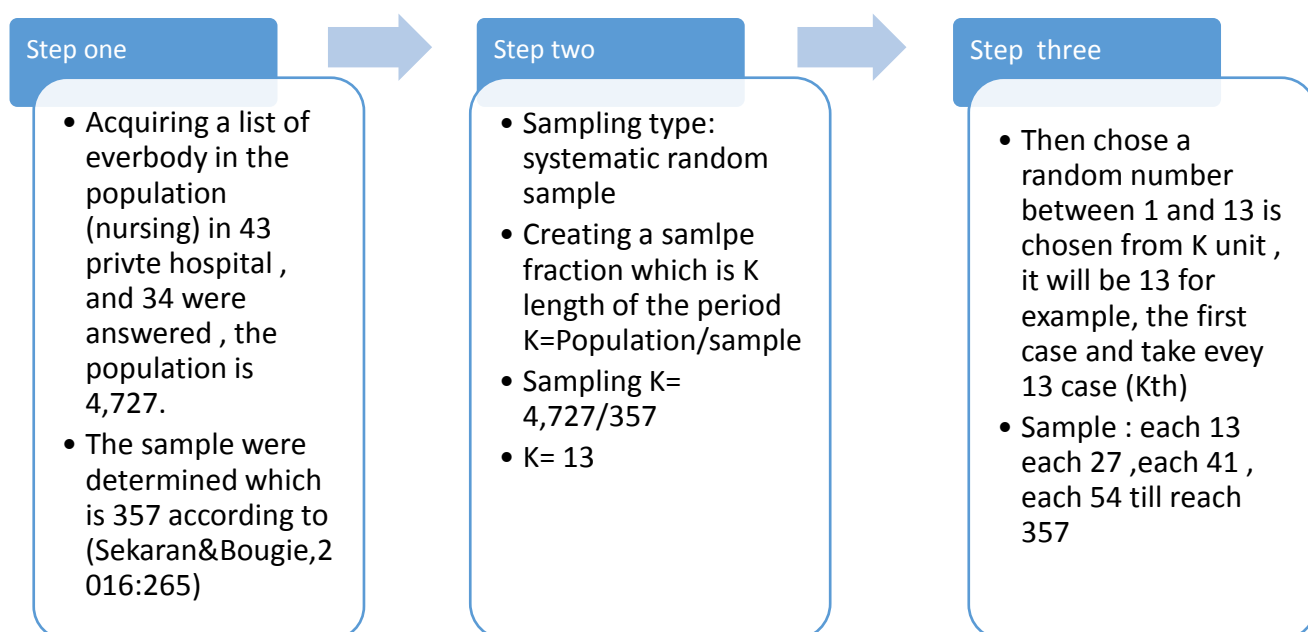 Step one
• Acquiring a list of
everbody in the
population
(nursing) in 43
privte hospital ,
and 34 were
answered , the
population is
4,727.
• The sample were
determined which
is 357 according to
(Sekaran&Bougie,2
016:265)
Step two
• Sampling type:
systematic random
sample
• Creating a samlpe
fraction which is K
length of the period
K=Population/sample
• Sampling K=
4,727/357
• K= 13
Step three
• Then chose a
random number
between 1 and 13 is
chosen from K unit ,
it will be 13 for
example, the first
case and take evey
13 case (Kth)
• Sample : each 13
each 27 ,each 41 ,
each 54 till reach
357